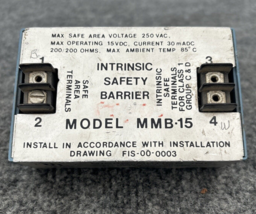 MAX SAFE AREA VOLTAGE 250 VAC,
MAX OPERATING 15VDC, CURRENT 30mADC
200:200 OHMS. MAX AMBIENT TEMP 85°C
1
3
INTRINSIC
SAFETY
BARRIER
SAFE
AREA
TERMINALS
INTRINSIC
SAFE
TERMINALS
FOR CLASS 1
GROUP C & D
2
4
MODEL MMB-15
INSTALL IN ACCORDANCE WITH INSTALLATION
DRAWING FIS-00-0003